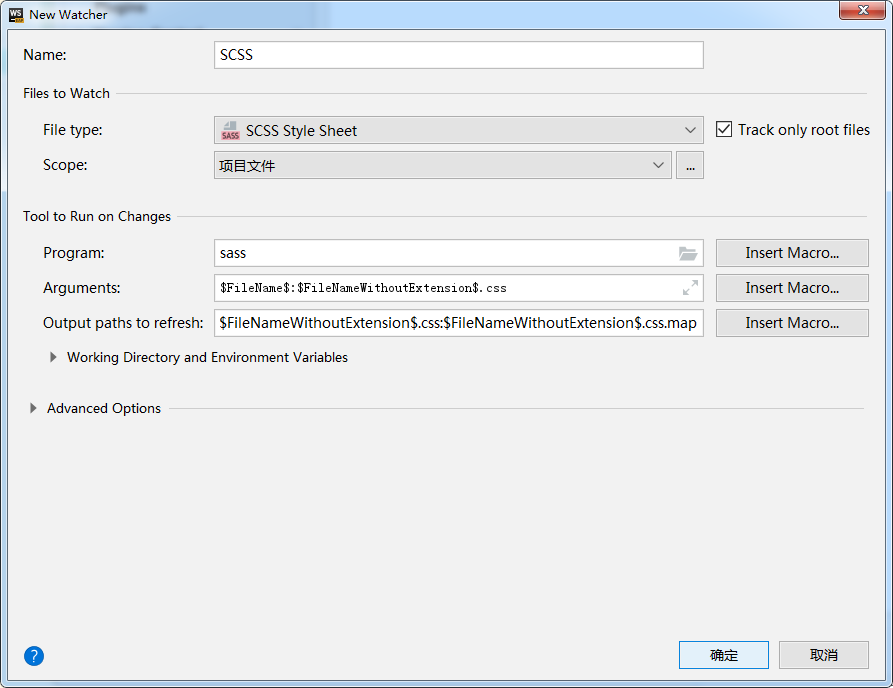 WS New Watcher
Name: SCSS
Files to Watch
File type: SASS SCSS Style Sheet Track only root files
Scope: 项目文件 ...
Tool to Run on Changes
Program: sass Insert Macro...
Arguments: $FileName$:$FileNameWithoutExtension$.css Insert Macro...
Output paths to refresh: $FileNameWithoutExtension$.css:$FileNameWithoutExtension$.css.map Insert Macro...
Working Directory and Environment Variables
Advanced Options
? 确定 取消